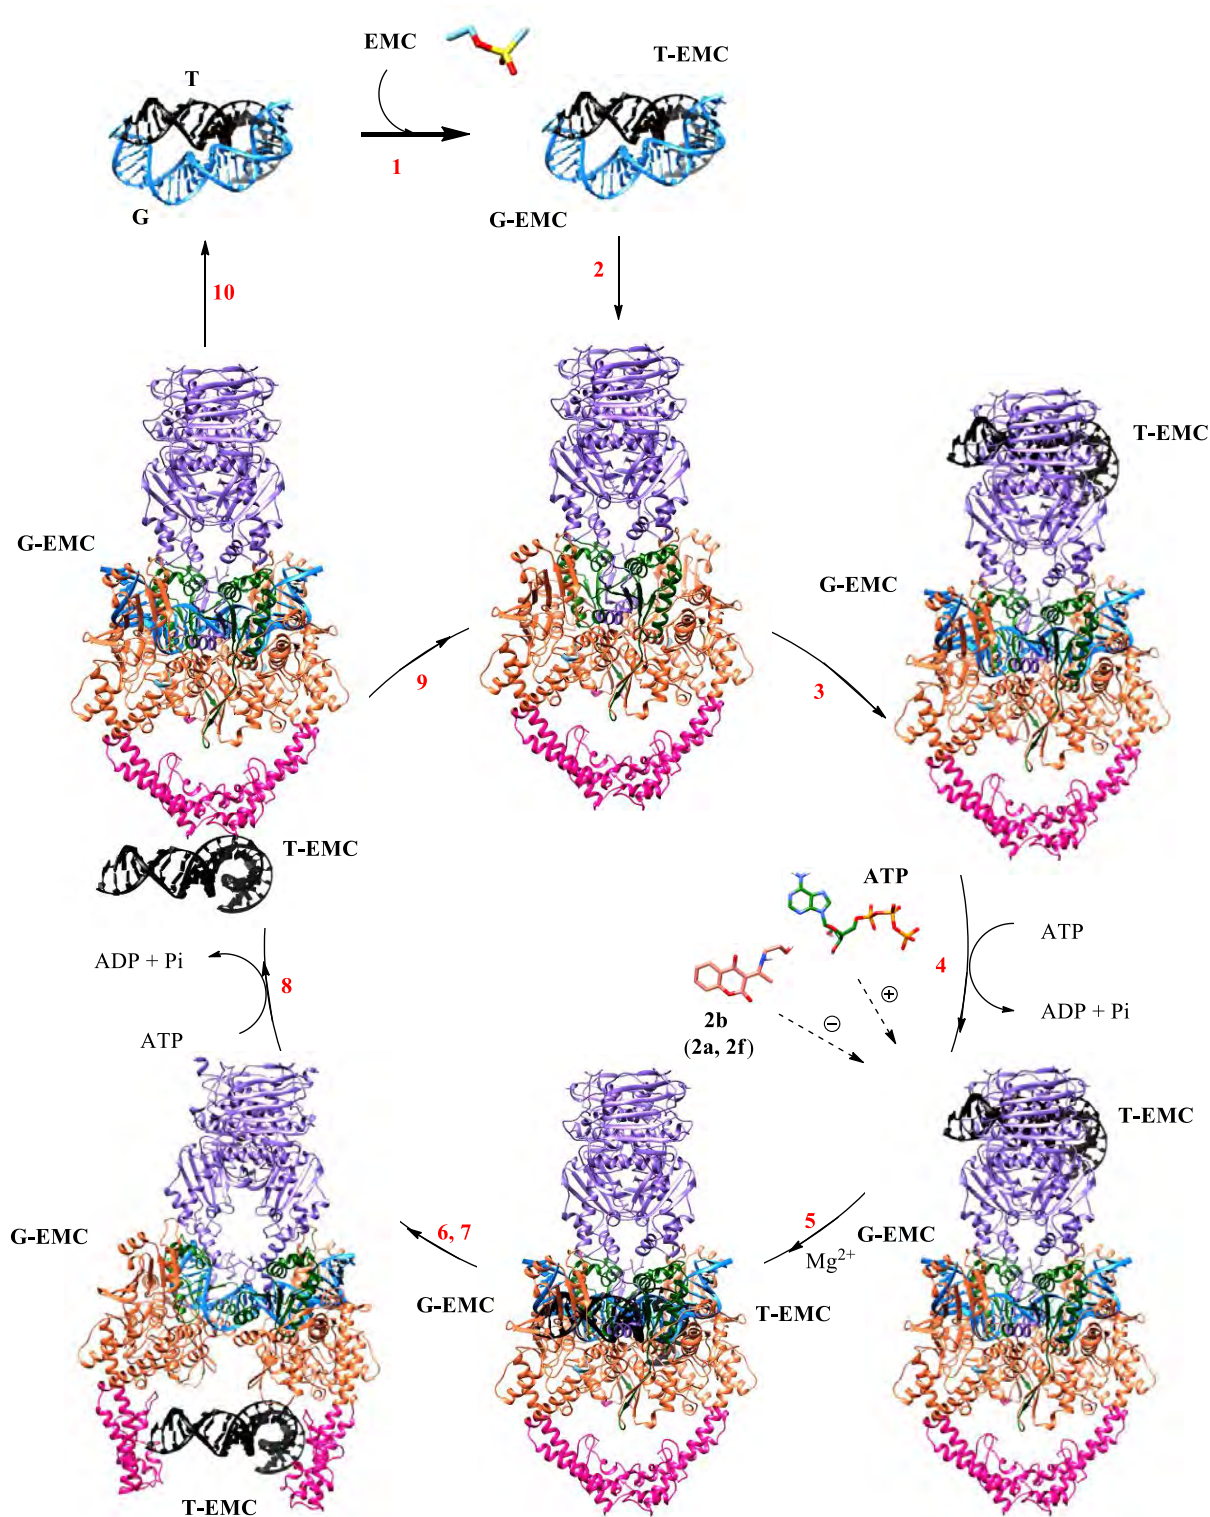 EMC
T-EMC
T
1
G
G-EMC
2
10
T-EMC
G-EMC
G-EMC
9
3
T-EMC
ATP
ATP
4
ADP + Pi
8
+
2b
−
ADP + Pi
(2a, 2f)
ATP
T-EMC
5
G-EMC
6, 7
G-EMC
Mg²⁺
G-EMC
T-EMC
T-EMC